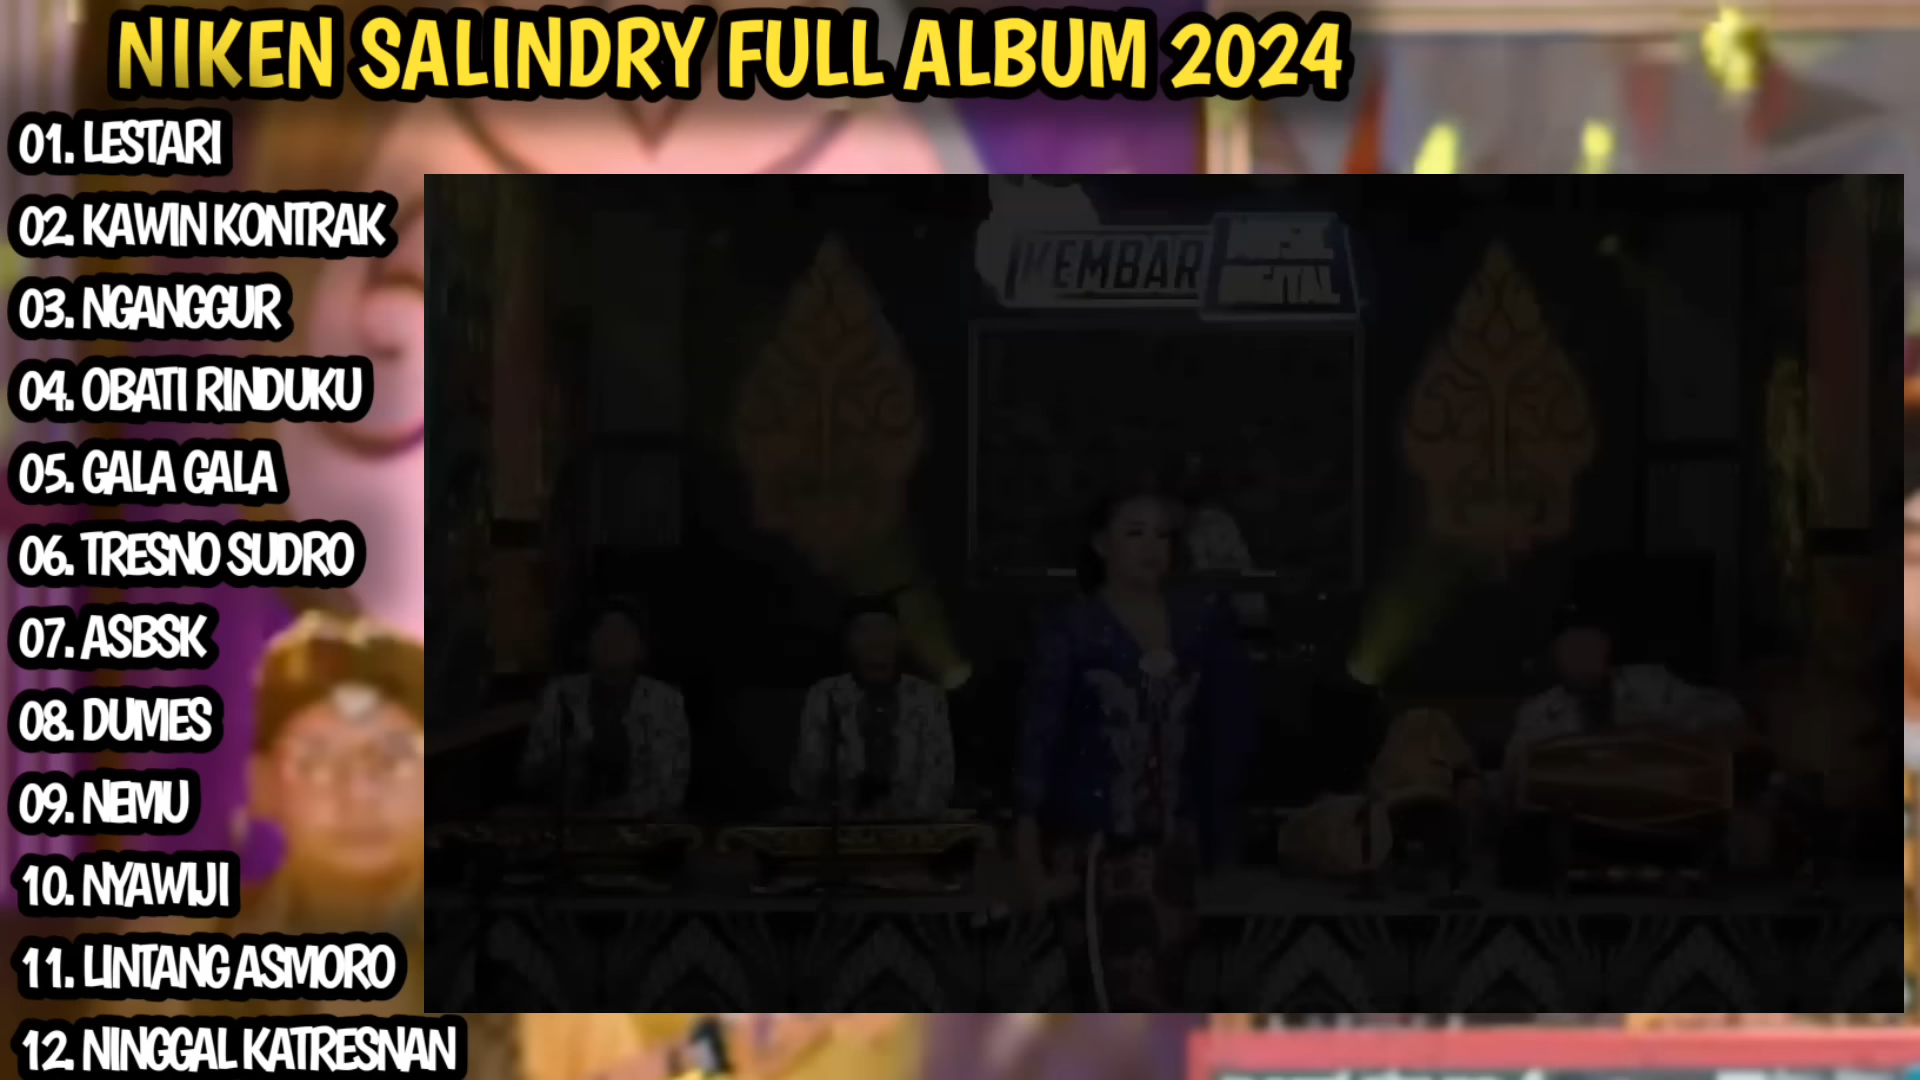 NIKEN SALINDRY FULL ALBUM 2024
01. LESTARI
02. KAWIN KONTRAK
03. NGANGGUR
04. OBATI RINDUKU
05. GALA GALA
06. TRESNO SUDRO
07. ASBSK
08. DUMES
09. NEMU
10. NYAWIJI
11. LINTANG ASMORO
12. NINGGAL KATRESNAN
KEMBAR
DIGITAL